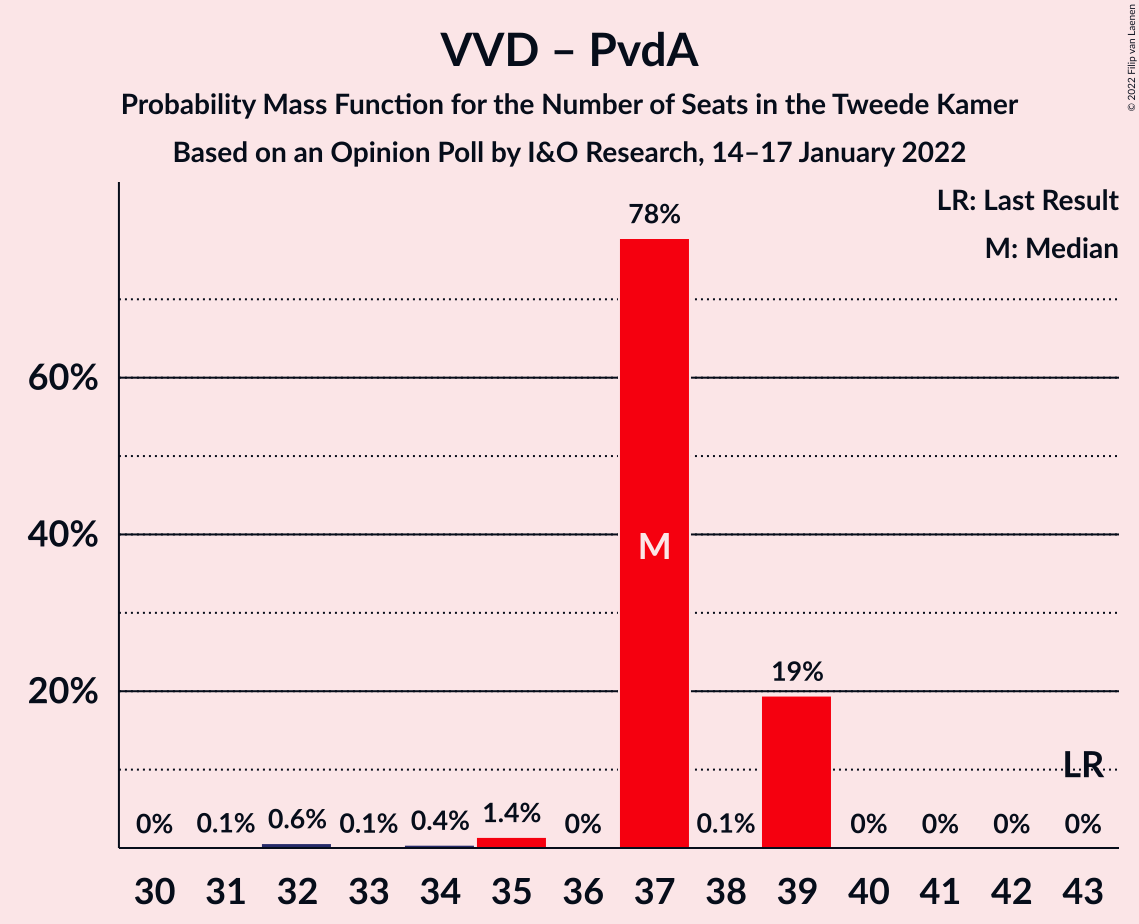 VVD – PvdA
Probability Mass Function for the Number of Seats in the Tweede Kamer
Based on an Opinion Poll by I&O Research, 14–17 January 2022
© 2022 Filip van Laenen
LR: Last Result
M: Median
60%
40%
20%
0% 0.1% 0.6% 0.1% 0.4% 1.4% 0% 78% 0.1% 19% 0% 0% 0% 0%
M
LR
30 31 32 33 34 35 36 37 38 39 40 41 42 43